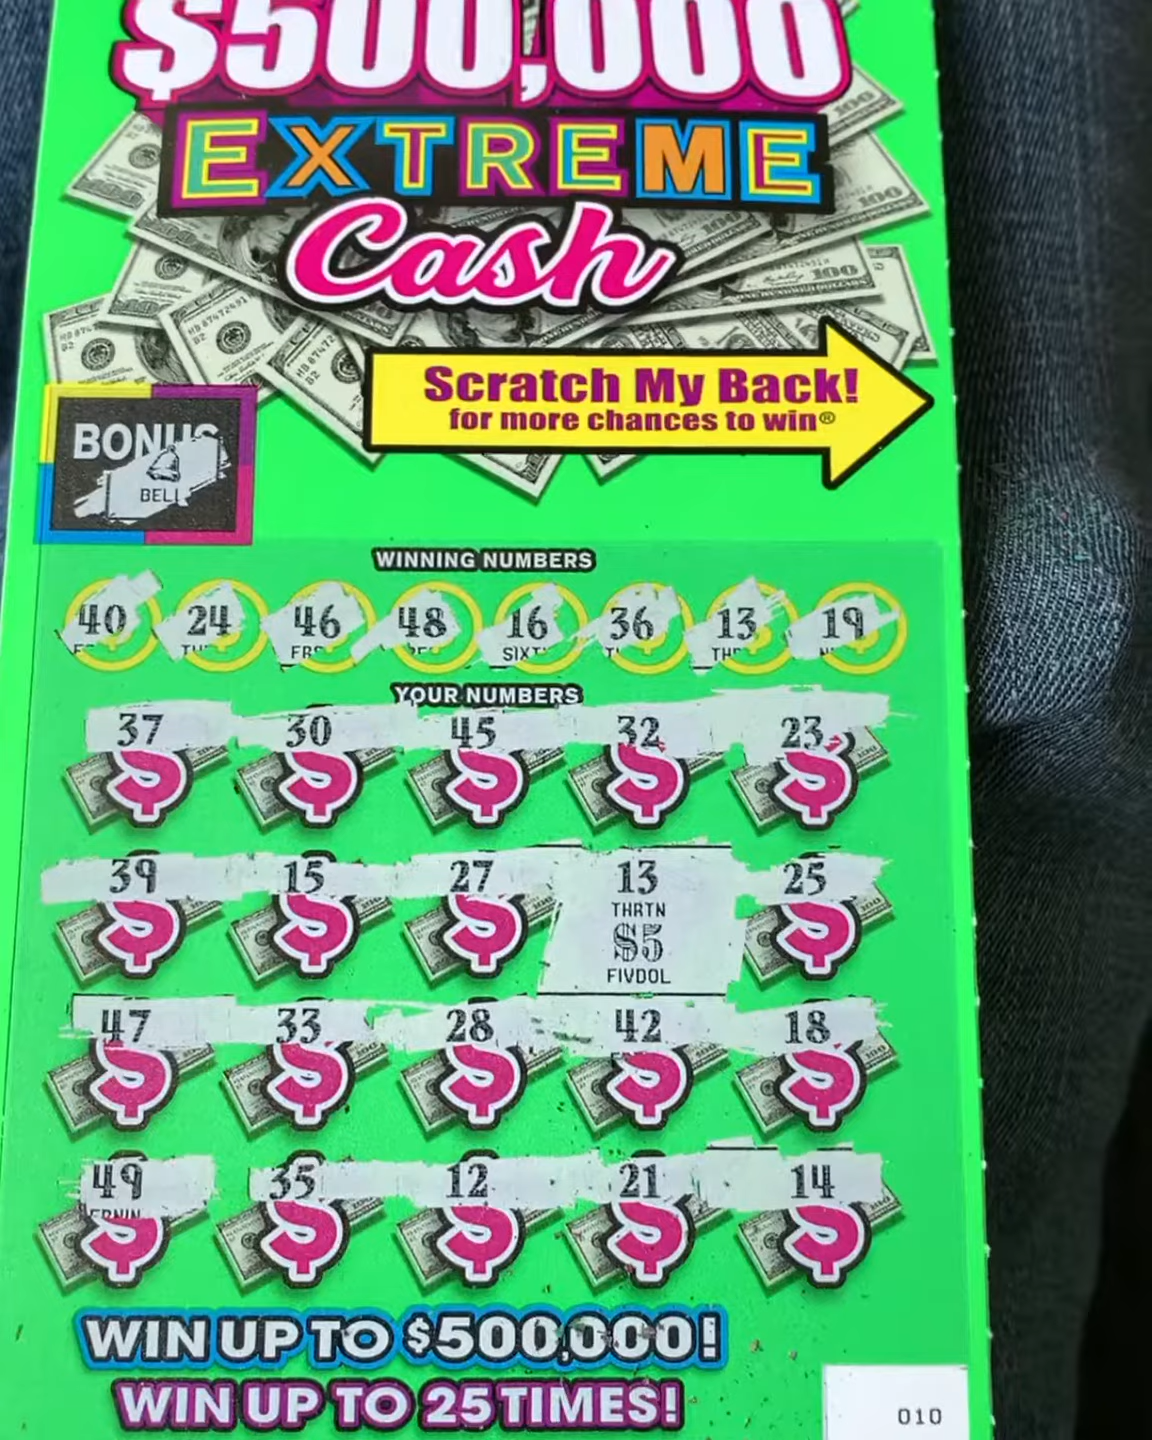 $500,000
EXTREME
Cash
Scratch My Back!
for more chances to win®
BONUS
BELL
WINNING NUMBERS
40 24 46 48 16 36 13 19
YOUR NUMBERS
37 30 45 32 23
39 15 27 13 25
THRTN
$5
FIVDOL
47 33 28 42 18
49 35 12 21 14
WIN UP TO $500,000!
WIN UP TO 25 TIMES!
010